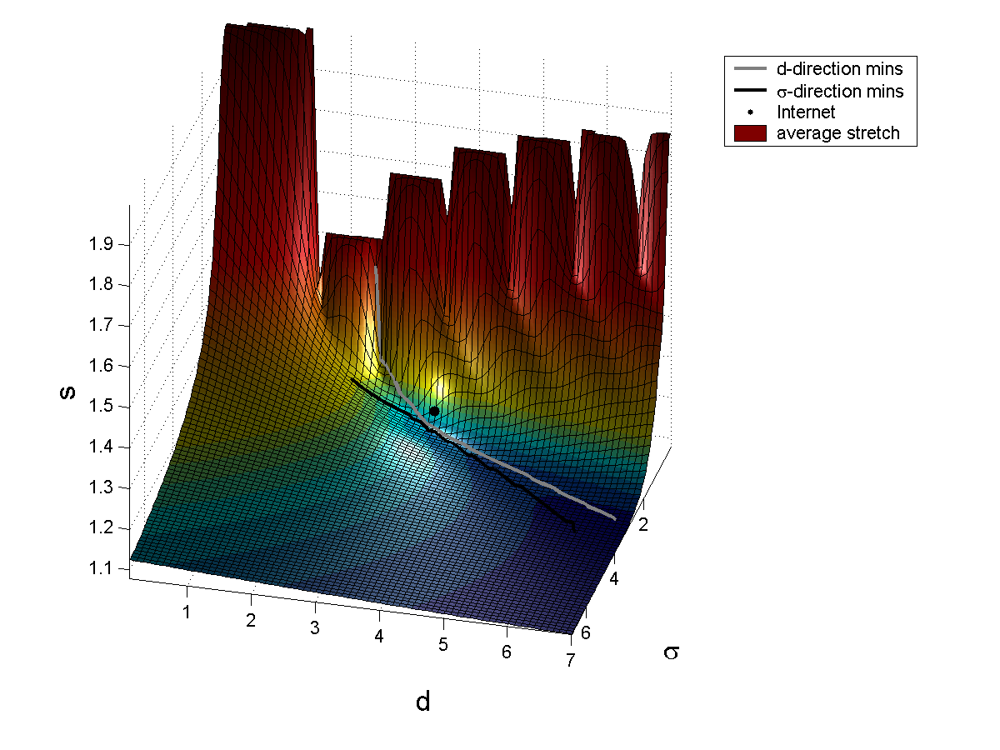 d-direction mins
σ-direction mins
Internet
average stretch
1.9
1.8
1.7
1.6
1.5
1.4
1.3
1.2
1.1
s
1
2
3
4
5
6
7
2
4
6
σ
d